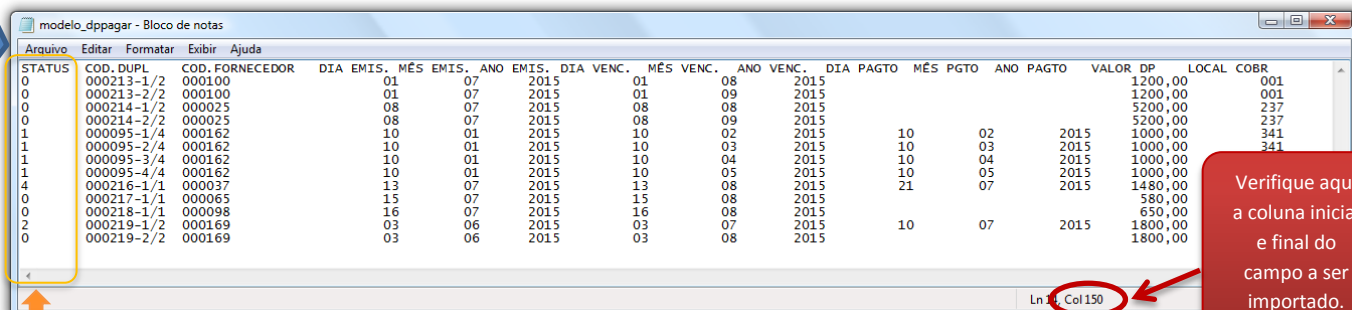 modelo_dppagar - Bloco de notas
Arquivo Editar Formatar Exibir Ajuda
STATUS COD.DUPL COD.FORNECEDOR DIA EMIS. MÊS EMIS. ANO EMIS. DIA VENC. MÊS VENC. ANO VENC. DIA PAGTO MÊS PGTO ANO PAGTO VALOR DP LOCAL COBR
0 000213-1/2 000100 01 07 2015 01 08 2015 1200,00 001
0 000213-2/2 000100 01 07 2015 01 09 2015 1200,00 001
0 000214-1/2 000025 08 07 2015 08 08 2015 5200,00 237
0 000214-2/2 000025 08 07 2015 08 09 2015 5200,00 237
1 000095-1/4 000162 10 01 2015 10 02 2015 10 02 2015 1000,00 341
1 000095-2/4 000162 10 01 2015 10 03 2015 10 03 2015 1000,00 341
1 000095-3/4 000162 10 01 2015 10 04 2015 10 04 2015 1000,00
1 000095-4/4 000162 10 01 2015 10 05 2015 10 05 2015 1000,00
4 000216-1/1 000037 13 07 2015 13 08 2015 21 07 2015 1480,00
0 000217-1/1 000065 15 07 2015 15 08 2015 580,00
0 000218-1/1 000098 16 07 2015 16 08 2015 650,00
2 000219-1/2 000169 03 06 2015 03 07 2015 10 07 2015 1800,00
0 000219-2/2 000169 03 06 2015 03 08 2015 1800,00
Verifique aqu
a coluna inicia
e final do
campo a ser
importado.
Ln 14, Col 150